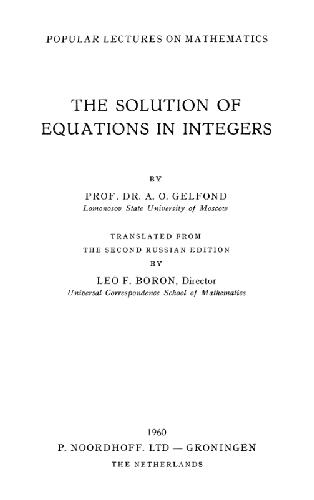 POPULAR LECTURES ON MATHEMATICS
THE SOLUTION OF
EQUATIONS IN INTEGERS
BY
PROF. DR. A. O. GELFOND
Lomonosov State University of Moscow
TRANSLATED FROM
THE SECOND RUSSIAN EDITION
BY
LEO F. BORON, Director
Universal Correspondence School of Mathematics
1960
P. NOORDHOFF. LTD — GRONINGEN
THE NETHERLANDS